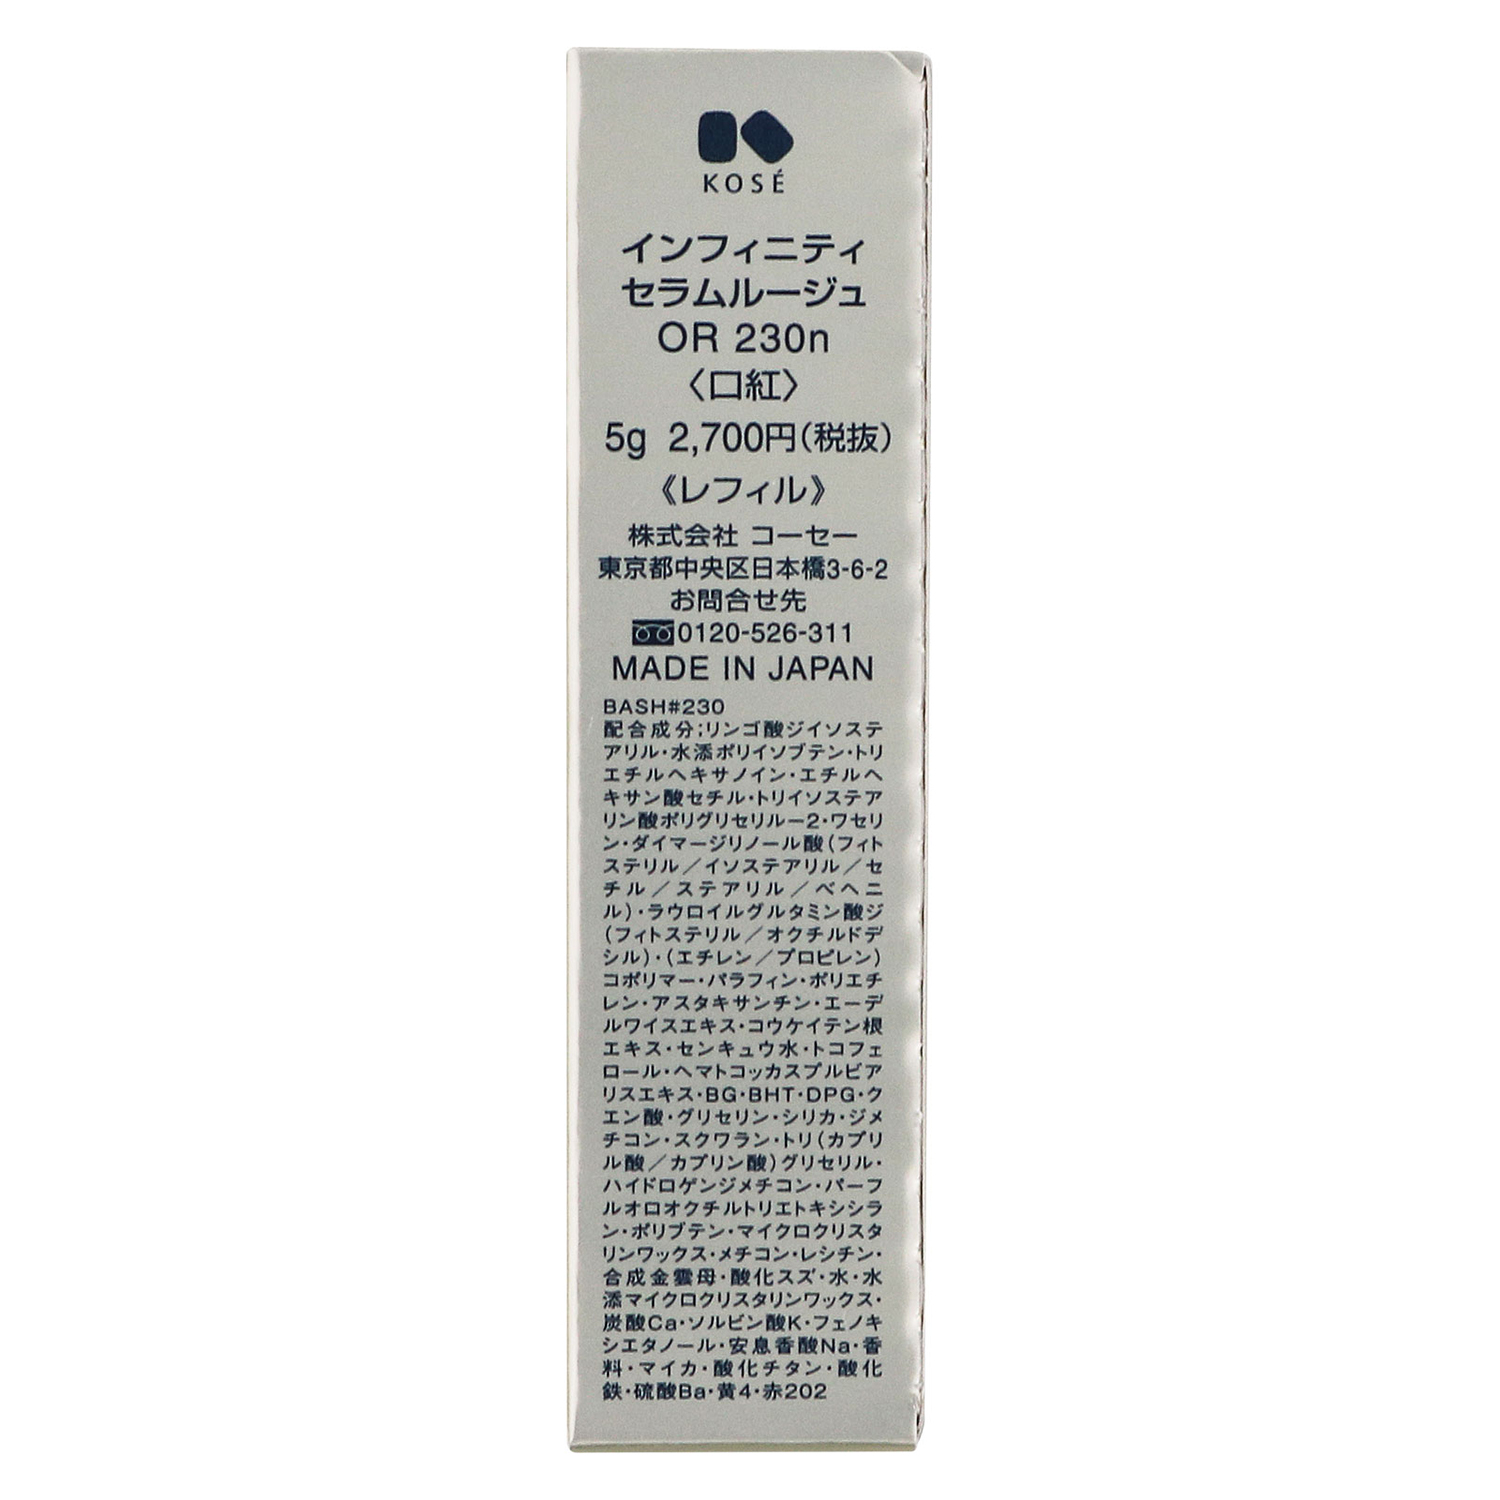 KOSÉ
インフィニティ
セラムルージュ
OR 230n
〈口紅〉
5g 2,700円(税抜)
《レフィル》
株式会社 コーセー
東京都中央区日本橋3-6-2
お問合せ先
0120-526-311
MADE IN JAPAN
BASH#230
配合成分;リンゴ酸ジイソステ
アリル・水添ポリイソブテン・トリ
エチルヘキサノイン・エチルヘ
キサン酸セチル・トリイソステア
リン酸ポリグリセリルー2・ワセリ
ン・ダイマージリノール酸(フィト
ステリル/イソステアリル/セ
チル/ステアリル/ベヘニ
ル)・ラウロイルグルタミン酸ジ
(フィトステリル/オクチルドデ
シル)・(エチレン/プロピレン)
コポリマー・パラフィン・ポリエチ
レン・アスタキサンチン・エーデ
ルワイスエキス・コウケイテン根
エキス・センキュウ水・トコフェ
ロール・ヘマトコッカスプルビア
リスエキス・BG・BHT・DPG・ク
エン酸・グリセリン・シリカ・ジメ
チコン・スクワラン・トリ(カプリ
ル酸/カプリン酸)グリセリル・
ハイドロゲンジメチコン・パーフ
ルオロオクチルトリエトキシシラ
ン・ポリブテン・マイクロクリスタ
リンワックス・メチコン・レシチン・
合成金雲母・酸化スズ・水・水
添マイクロクリスタリンワックス・
炭酸Ca・ソルビン酸K・フェノキ
シエタノール・安息香酸Na・香
料・マイカ・酸化チタン・酸化
鉄・硫酸Ba・黄4・赤202